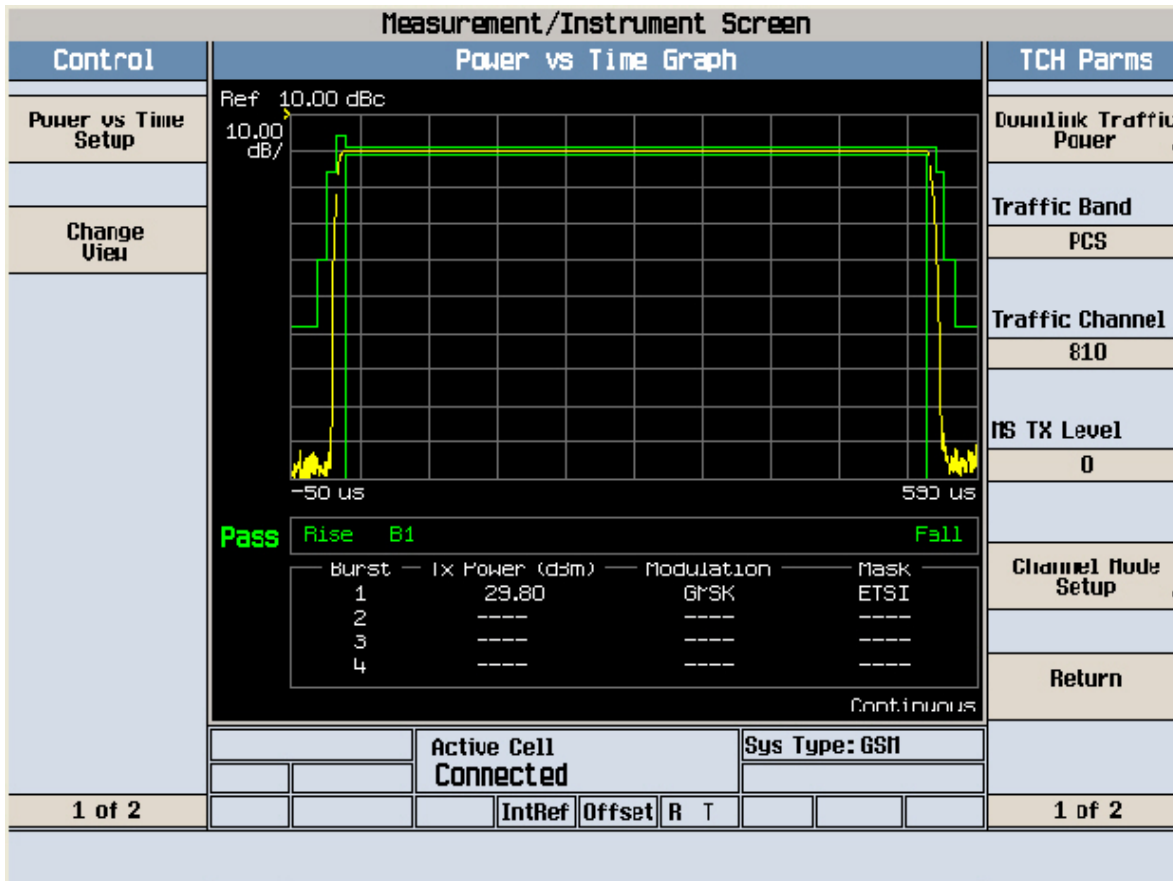 Measurement/Instrument Screen
Control
Power vs Time Graph
TCH Parms
Power vs Time
Setup
Change
View
1 of 2
Ref 10.00 dBc
10.00
dB/
-50 us
590 us
Pass
Rise B1 Fall
Burst Tx Power (dBm) Modulation Mask
1 29.80 GMSK ETSI
2 ---- ---- ----
3 ---- ---- ----
4 ---- ---- ----
Continuous
Active Cell
Connected
Sys Type: GSM
IntRef Offset R T
Downlink Traffic
Power
Traffic Band
PCS
Traffic Channel
810
MS TX Level
0
Channel Mode
Setup
Return
1 of 2